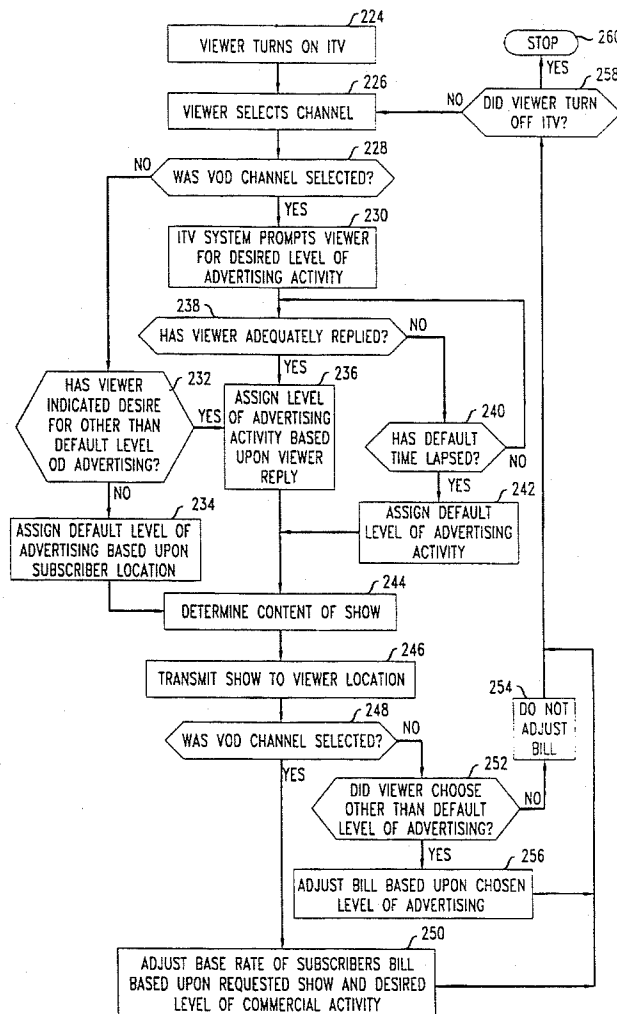 224
VIEWER TURNS ON ITV
STOP
260
YES
258
DID VIEWER TURN
OFF ITV?
NO
226
VIEWER SELECTS CHANNEL
228
NO
WAS VOD CHANNEL SELECTED?
YES
230
ITV SYSTEM PROMPTS VIEWER
FOR DESIRED LEVEL OF
ADVERTISING ACTIVITY
238
HAS VIEWER ADEQUATELY REPLIED?
NO
YES
232
HAS VIEWER
INDICATED DESIRE
FOR OTHER THAN
DEFAULT LEVEL
OD ADVERTISING?
YES
NO
236
ASSIGN LEVEL
OF ADVERTISING
ACTIVITY BASED
UPON VIEWER
REPLY
240
HAS DEFAULT
TIME LAPSED?
NO
YES
242
ASSIGN DEFAULT
LEVEL OF ADVERTISING
ACTIVITY
234
ASSIGN DEFAULT LEVEL OF
ADVERTISING BASED UPON
SUBSCRIBER LOCATION
244
DETERMINE CONTENT OF SHOW
246
TRANSMIT SHOW TO VIEWER LOCATION
248
WAS VOD CHANNEL SELECTED?
NO
YES
252
DID VIEWER CHOOSE
OTHER THAN DEFAULT
LEVEL OF ADVERTISING?
NO
YES
254
DO NOT
ADJUST
BILL
256
ADJUST BILL BASED UPON CHOSEN
LEVEL OF ADVERTISING
250
ADJUST BASE RATE OF SUBSCRIBERS BILL
BASED UPON REQUESTED SHOW AND DESIRED
LEVEL OF COMMERCIAL ACTIVITY